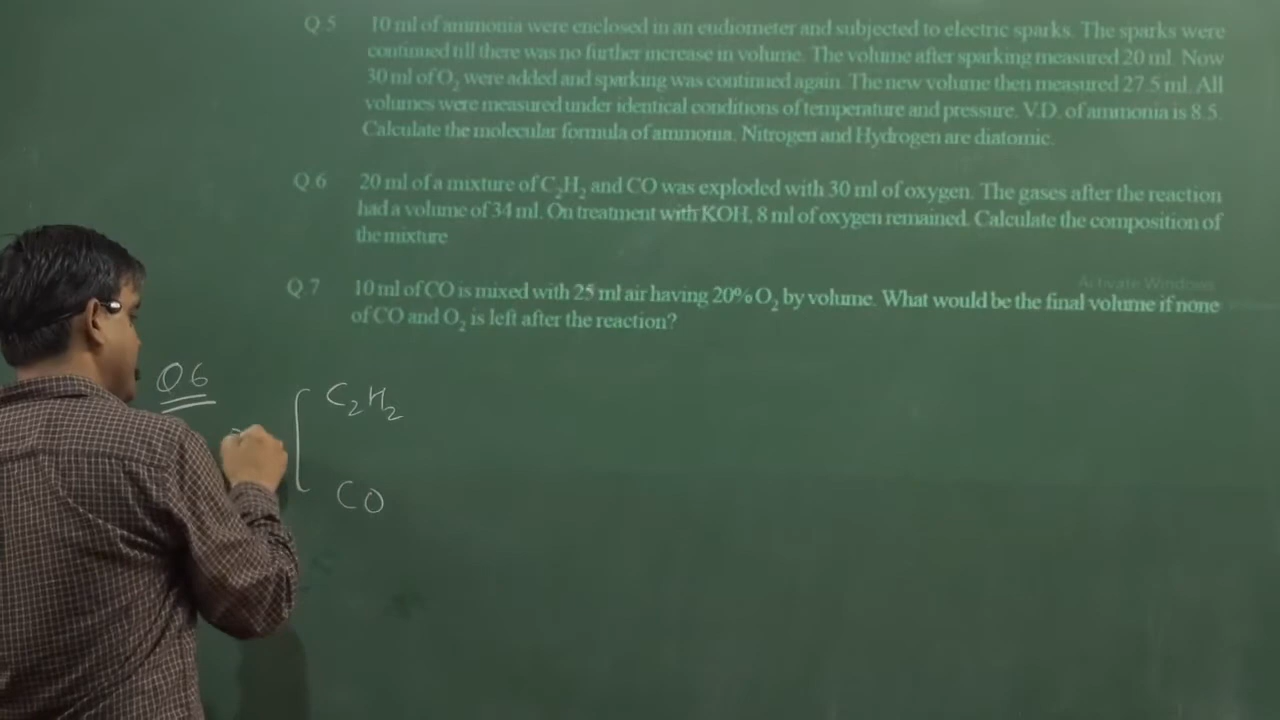 Q.5 10 ml of ammonia were enclosed in an eudiometer and subjected to electric sparks. The sparks were
continued till there was no further increase in volume. The volume after sparking measured 20 ml. Now
30 ml of O₂ were added and sparking was continued again. The new volume then measured 27.5 ml. All
volumes were measured under identical conditions of temperature and pressure. V.D. of ammonia is 8.5.
Calculate the molecular formula of ammonia. Nitrogen and Hydrogen are diatomic.
Q.6 20 ml of a mixture of C₂H₂ and CO was exploded with 30 ml of oxygen. The gases after the reaction
had a volume of 34 ml. On treatment with KOH, 8 ml of oxygen remained. Calculate the composition of
the mixture
Activate Windows
Q.7 10 ml of CO is mixed with 25 ml air having 20% O₂ by volume. What would be the final volume if none
of CO and O₂ is left after the reaction?
Q6
C₂H₂
CO